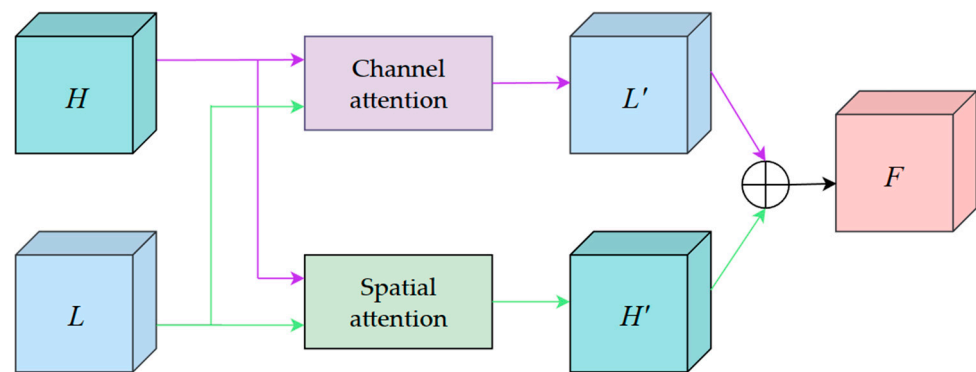 H
Channel
attention
L'
F
L
Spatial
attention
H'